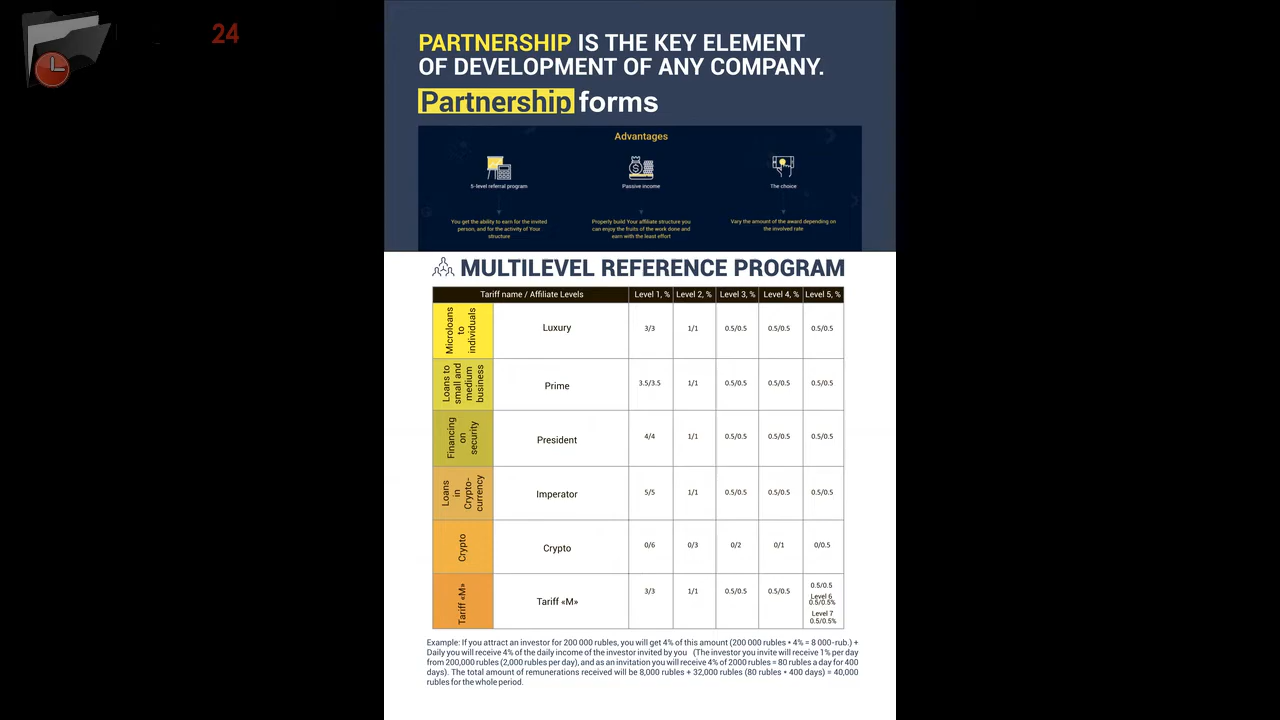 24
PARTNERSHIP IS THE KEY ELEMENT
OF DEVELOPMENT OF ANY COMPANY.
Partnership forms
Advantages
5-level referral program
Passive income
The choice
You get the ability to earn for the invited
person, and for the activity of Your
structure
Properly build Your affiliate structure you
can enjoy the fruits of the work done and
earn with the least effort
Vary the amount of the award depending on
the involved rate
MULTILEVEL REFERENCE PROGRAM
Tariff name / Affiliate Levels Level 1, % Level 2, % Level 3, % Level 4, % Level 5, %
Microloans
to
individuals
Luxury 3/3 1/1 0.5/0.5 0.5/0.5 0.5/0.5
Loans to
small and
medium
business
Prime 3.5/3.5 1/1 0.5/0.5 0.5/0.5 0.5/0.5
Financing
on
security
President 4/4 1/1 0.5/0.5 0.5/0.5 0.5/0.5
Loans
in
Crypto-
currency
Imperator 5/5 1/1 0.5/0.5 0.5/0.5 0.5/0.5
Crypto
Crypto 0/6 0/3 0/2 0/1 0/0.5
Tariff «M»
Tariff «M» 3/3 1/1 0.5/0.5 0.5/0.5 0.5/0.5
Level 6
0.5/0.5%
Level 7
0.5/0.5%
Example: If you attract an investor for 200 000 rubles, you will get 4% of this amount (200 000 rubles * 4% = 8 000-rub.) +
Daily you will receive 4% of the daily income of the investor invited by you (The investor you invite will receive 1% per day
from 200,000 rubles (2,000 rubles per day), and as an invitation you will receive 4% of 2000 rubles = 80 rubles a day for 400
days). The total amount of remunerations received will be 8,000 rubles + 32,000 rubles (80 rubles * 400 days) = 40,000
rubles for the whole period.